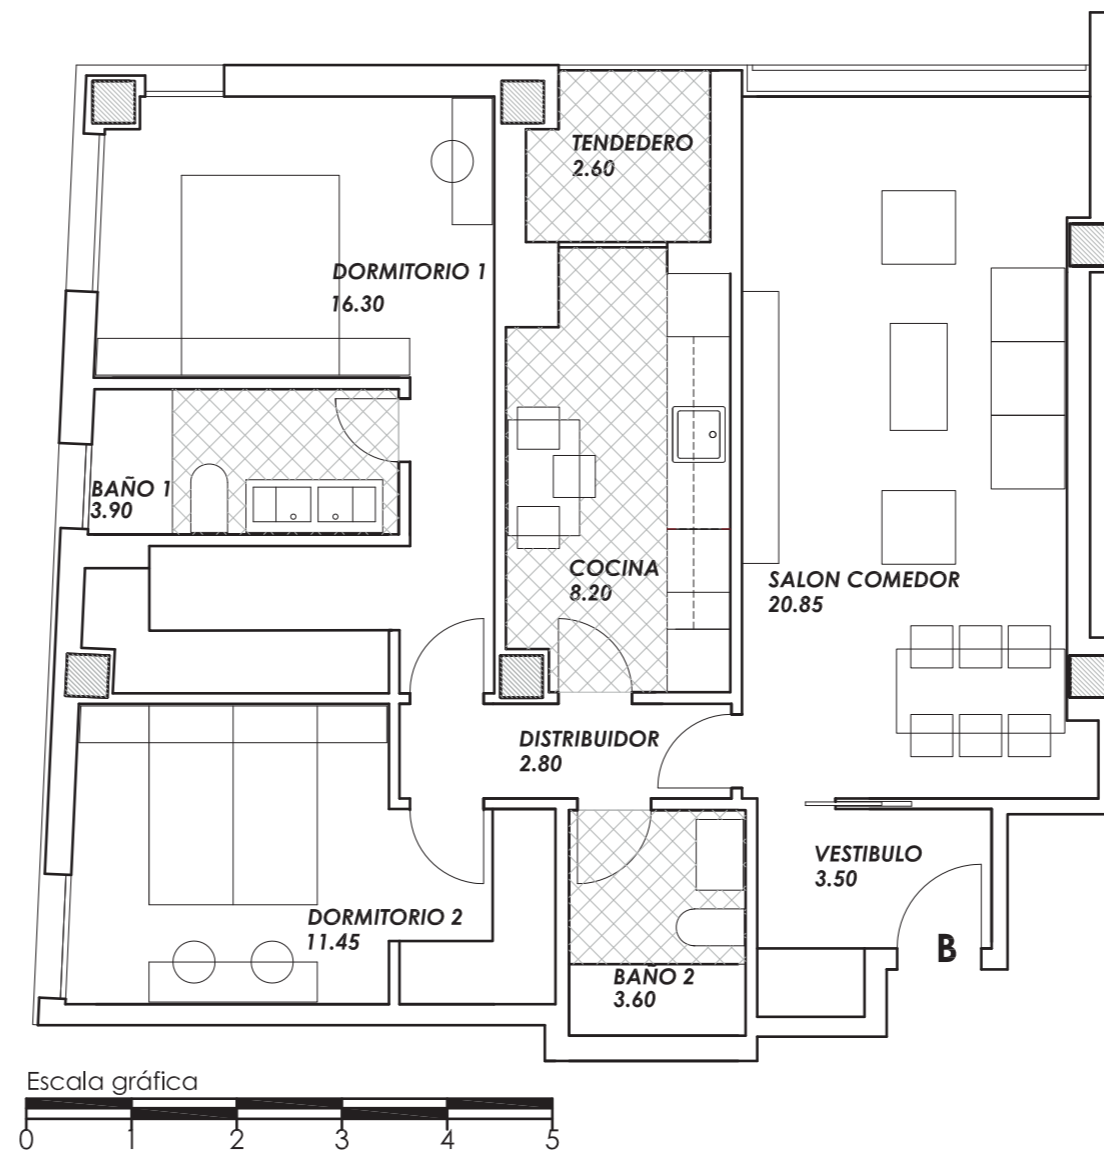 TENDEDERO
2.60
DORMITORIO 1
16.30
BAÑO 1
3.90
COCINA
8.20
SALON COMEDOR
20.85
DISTRIBUIDOR
2.80
VESTIBULO
3.50
DORMITORIO 2
11.45
B
BAÑO 2
3.60
Escala gráfica
0 1 2 3 4 5